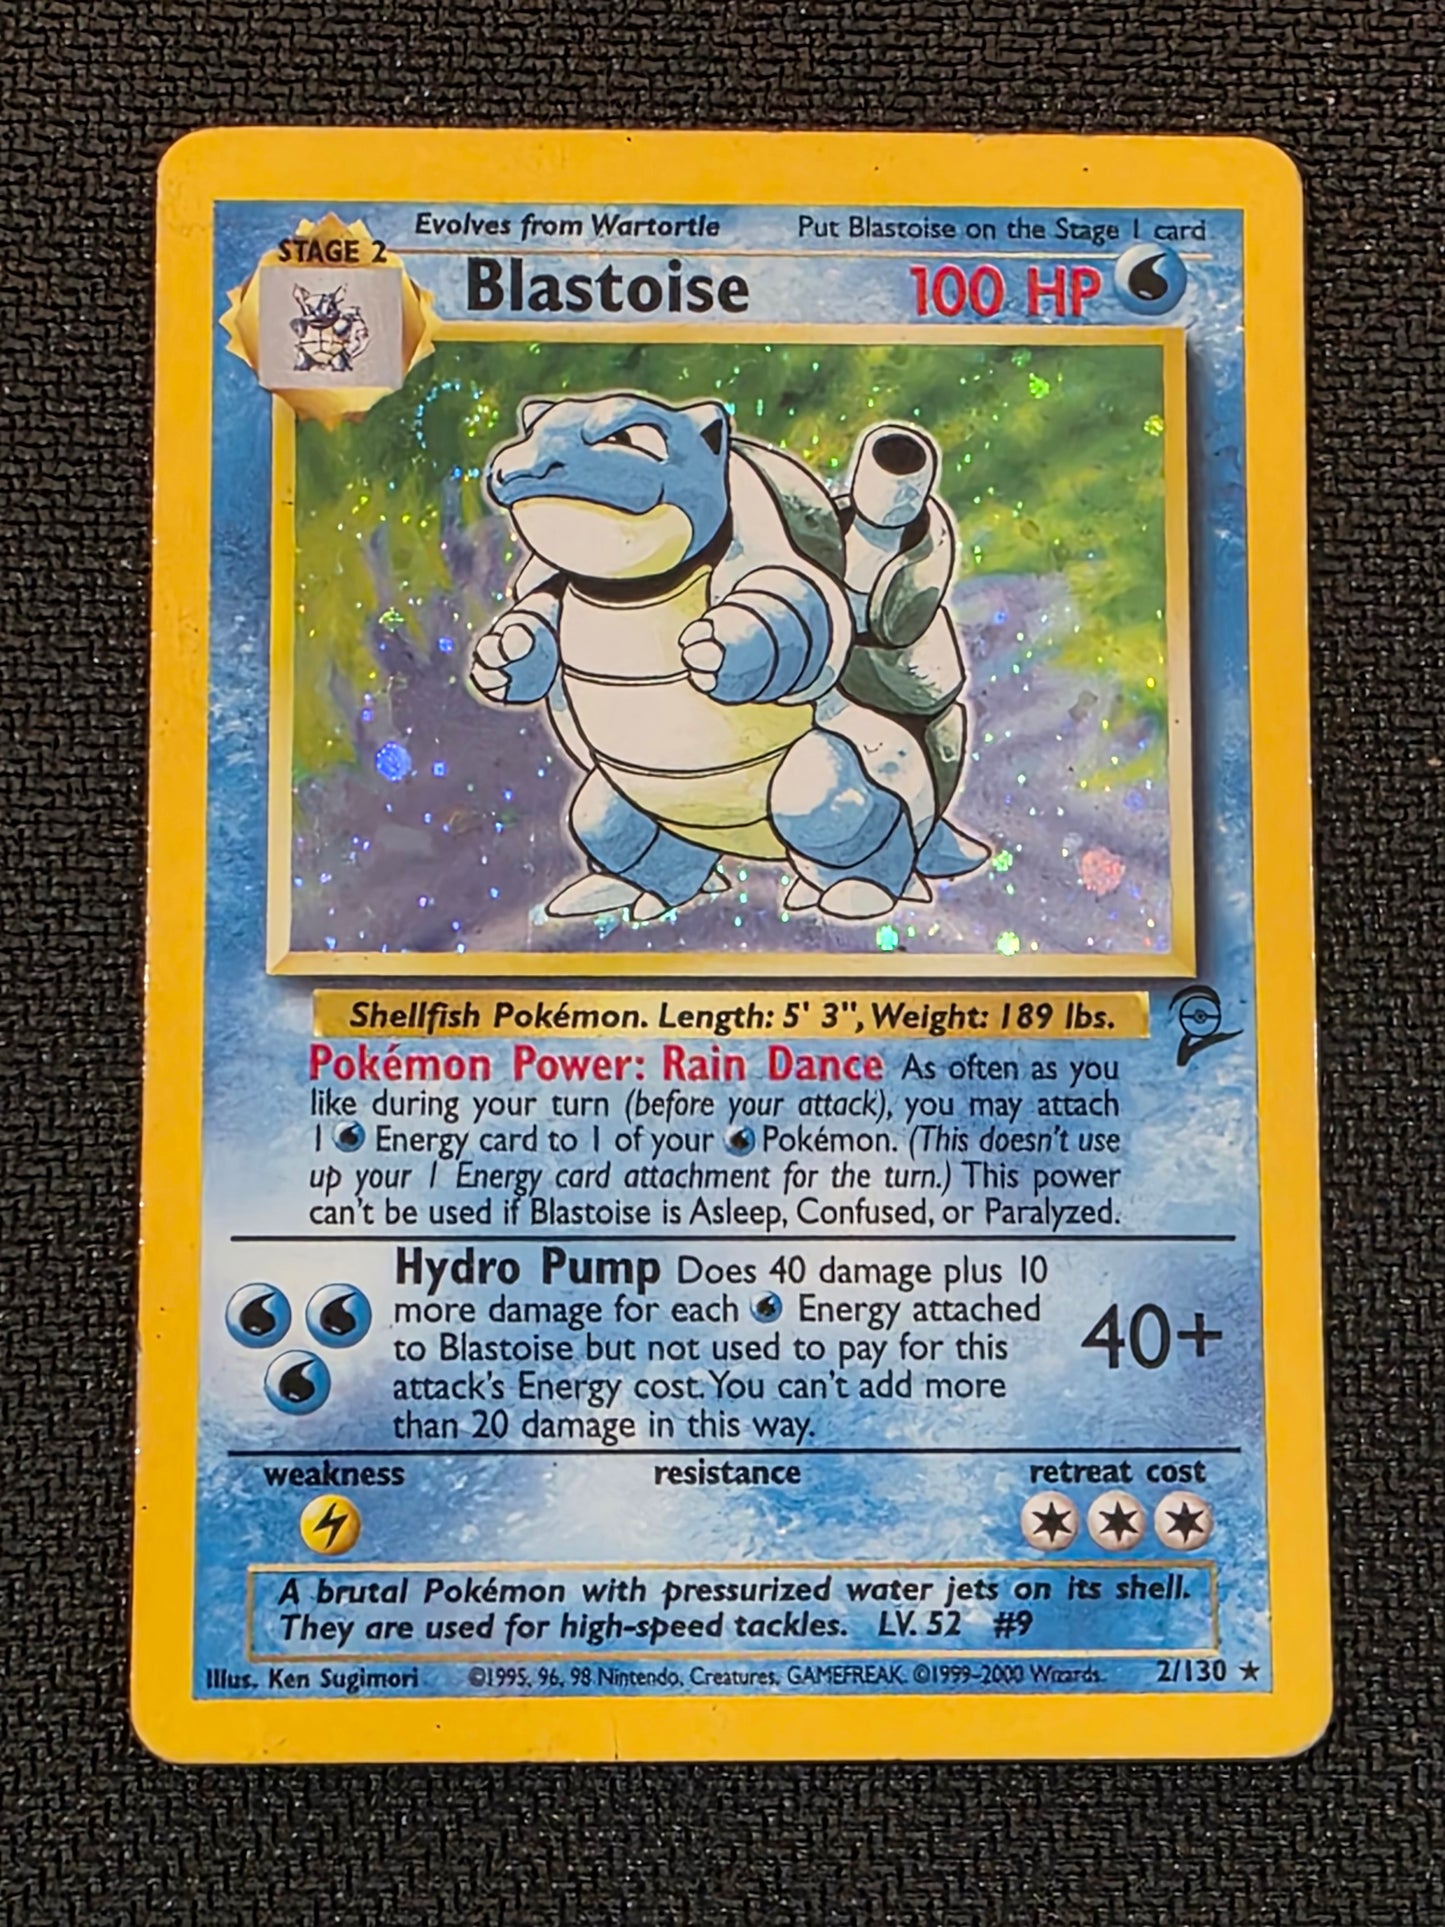 Evolves from Wartortle Put Blastoise on the Stage 1 card
STAGE 2
Blastoise 100 HP
Shellfish Pokémon. Length: 5' 3", Weight: 189 lbs.
Pokémon Power: Rain Dance As often as you
like during your turn (before your attack), you may attach
1 Energy card to 1 of your Pokémon. (This doesn't use
up your 1 Energy card attachment for the turn.) This power
can't be used if Blastoise is Asleep, Confused, or Paralyzed.
Hydro Pump Does 40 damage plus 10
more damage for each Energy attached
to Blastoise but not used to pay for this
attack's Energy cost. You can't add more
than 20 damage in this way.
40+
weakness resistance retreat cost
A brutal Pokémon with pressurized water jets on its shell.
They are used for high-speed tackles. LV. 52 #9
Illus. Ken Sugimori ©1995, 96, 98 Nintendo, Creatures, GAMEFREAK. ©1999-2000 Wizards. 2/130 ★